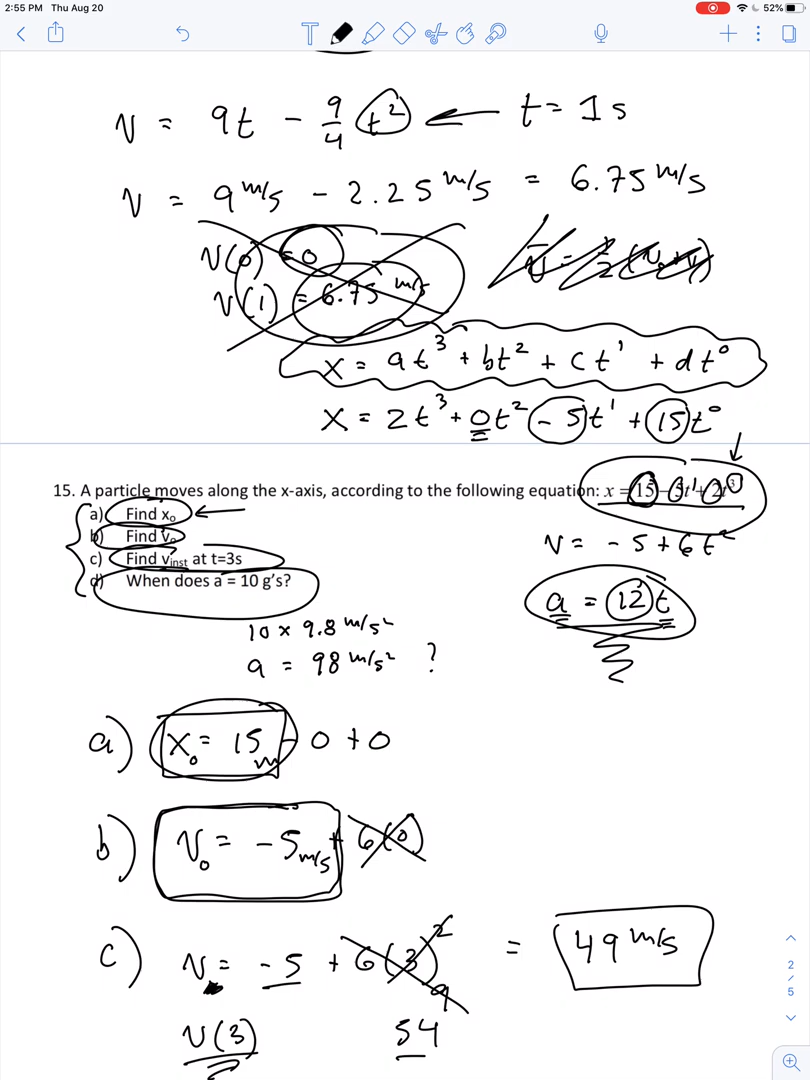 2:55 PM Thu Aug 20
52%
v = 9t - 9/4 t² ← t = 1s
v = 9 m/s - 2.25 m/s = 6.75 m/s
v(0) = 0
v(1) = 6.75 m/s
x = at³ + bt² + ct¹ + dt⁰
x = 2t³ + 0t² - 5t¹ + 15t⁰
15. A particle moves along the x-axis, according to the following equation: x = 15 - 5t¹ + 2t³
a) Find x₀ ←
b) Find v₀
c) Find vinst at t=3s
d) When does a = 10 g's?
v = -5 + 6t²
a = 12t
10 x 9.8 m/s²
a = 98 m/s² ?
a) x₀ = 15 m - 0 + 0
b) v₀ = -5 m/s + 6(0)
c) v = -5 + 6(3)² = 49 m/s
9
v(3) 54
2
/
5